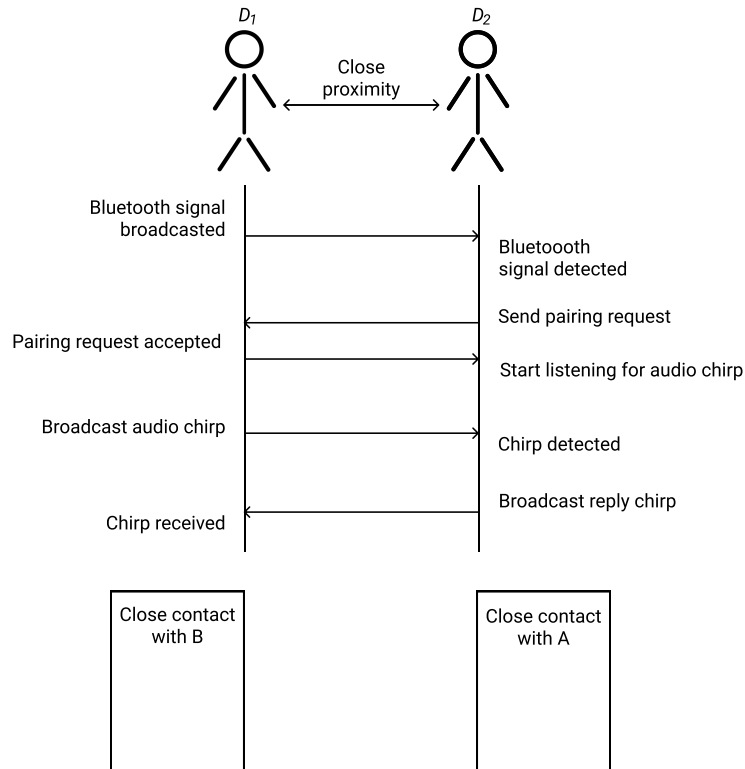 D1
D2
Close
proximity
Bluetooth signal
broadcasted
Bluetoooth
signal detected
Send pairing request
Pairing request accepted
Start listening for audio chirp
Broadcast audio chirp
Chirp detected
Broadcast reply chirp
Chirp received
Close contact
with B
Close contact
with A